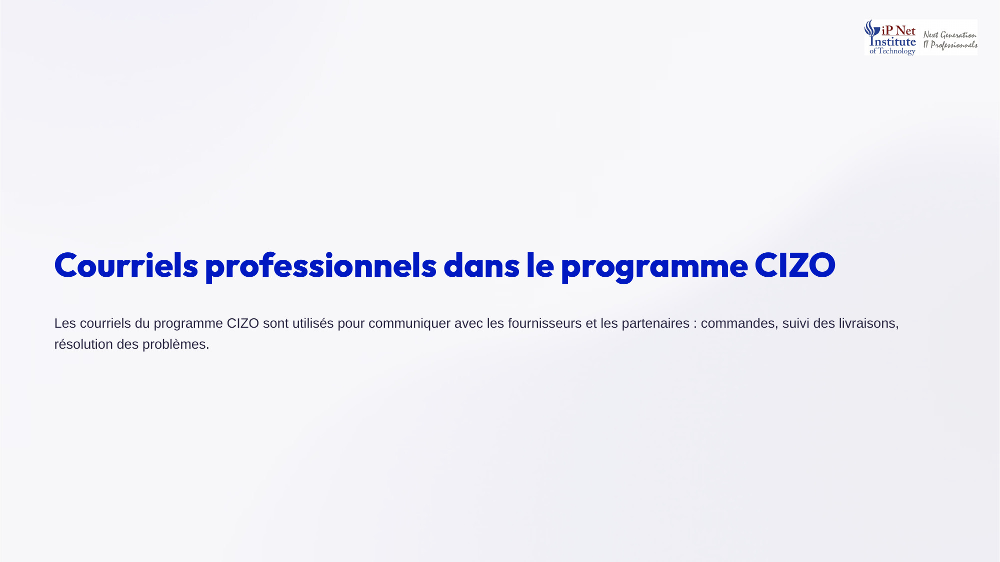 iP Net
Institute
of Technology
Next Generation
IT Professionnels
Courriels professionnels dans le programme CIZO
Les courriels du programme CIZO sont utilisés pour communiquer avec les fournisseurs et les partenaires : commandes, suivi des livraisons,
résolution des problèmes.